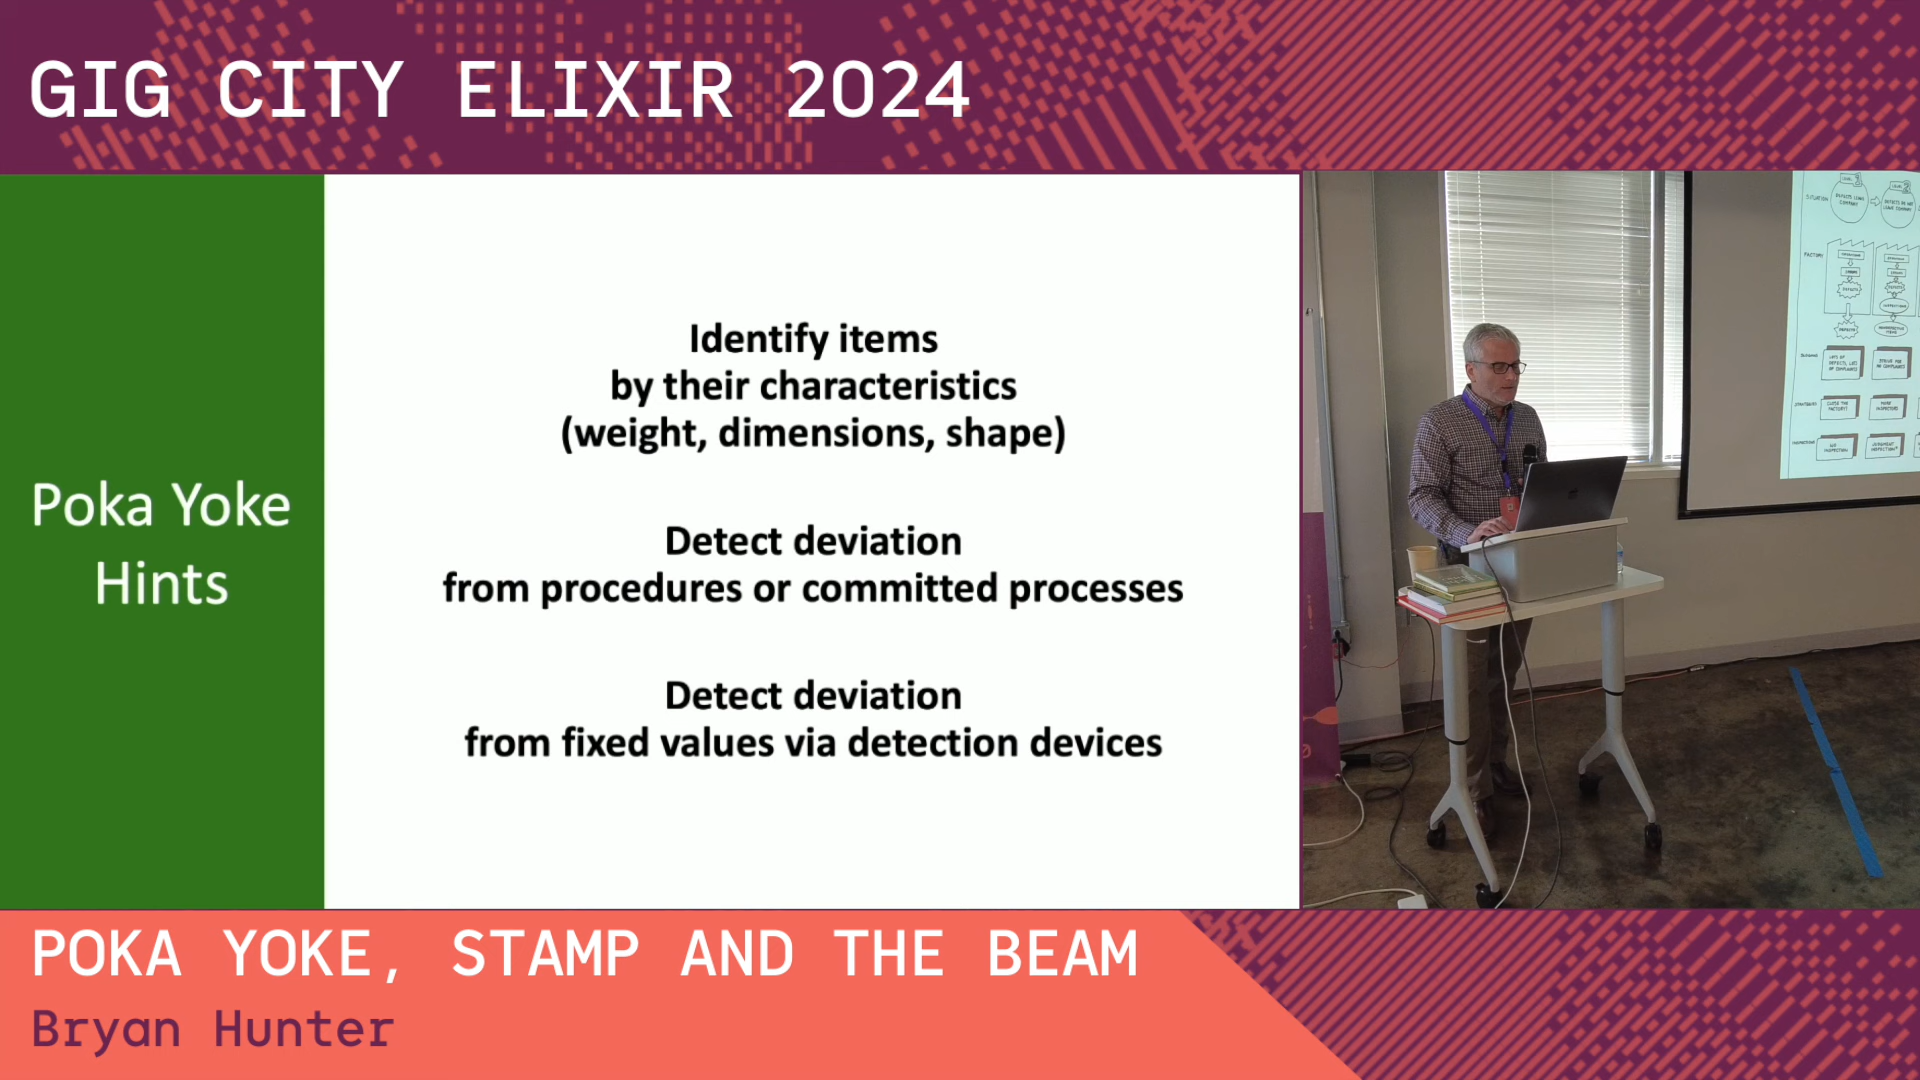 GIG CITY ELIXIR 2024
Poka Yoke
Hints
Identify items
by their characteristics
(weight, dimensions, shape)
Detect deviation
from procedures or committed processes
Detect deviation
from fixed values via detection devices
SITUATION
FACTORY
POKA YOKE, STAMP AND THE BEAM
Bryan Hunter